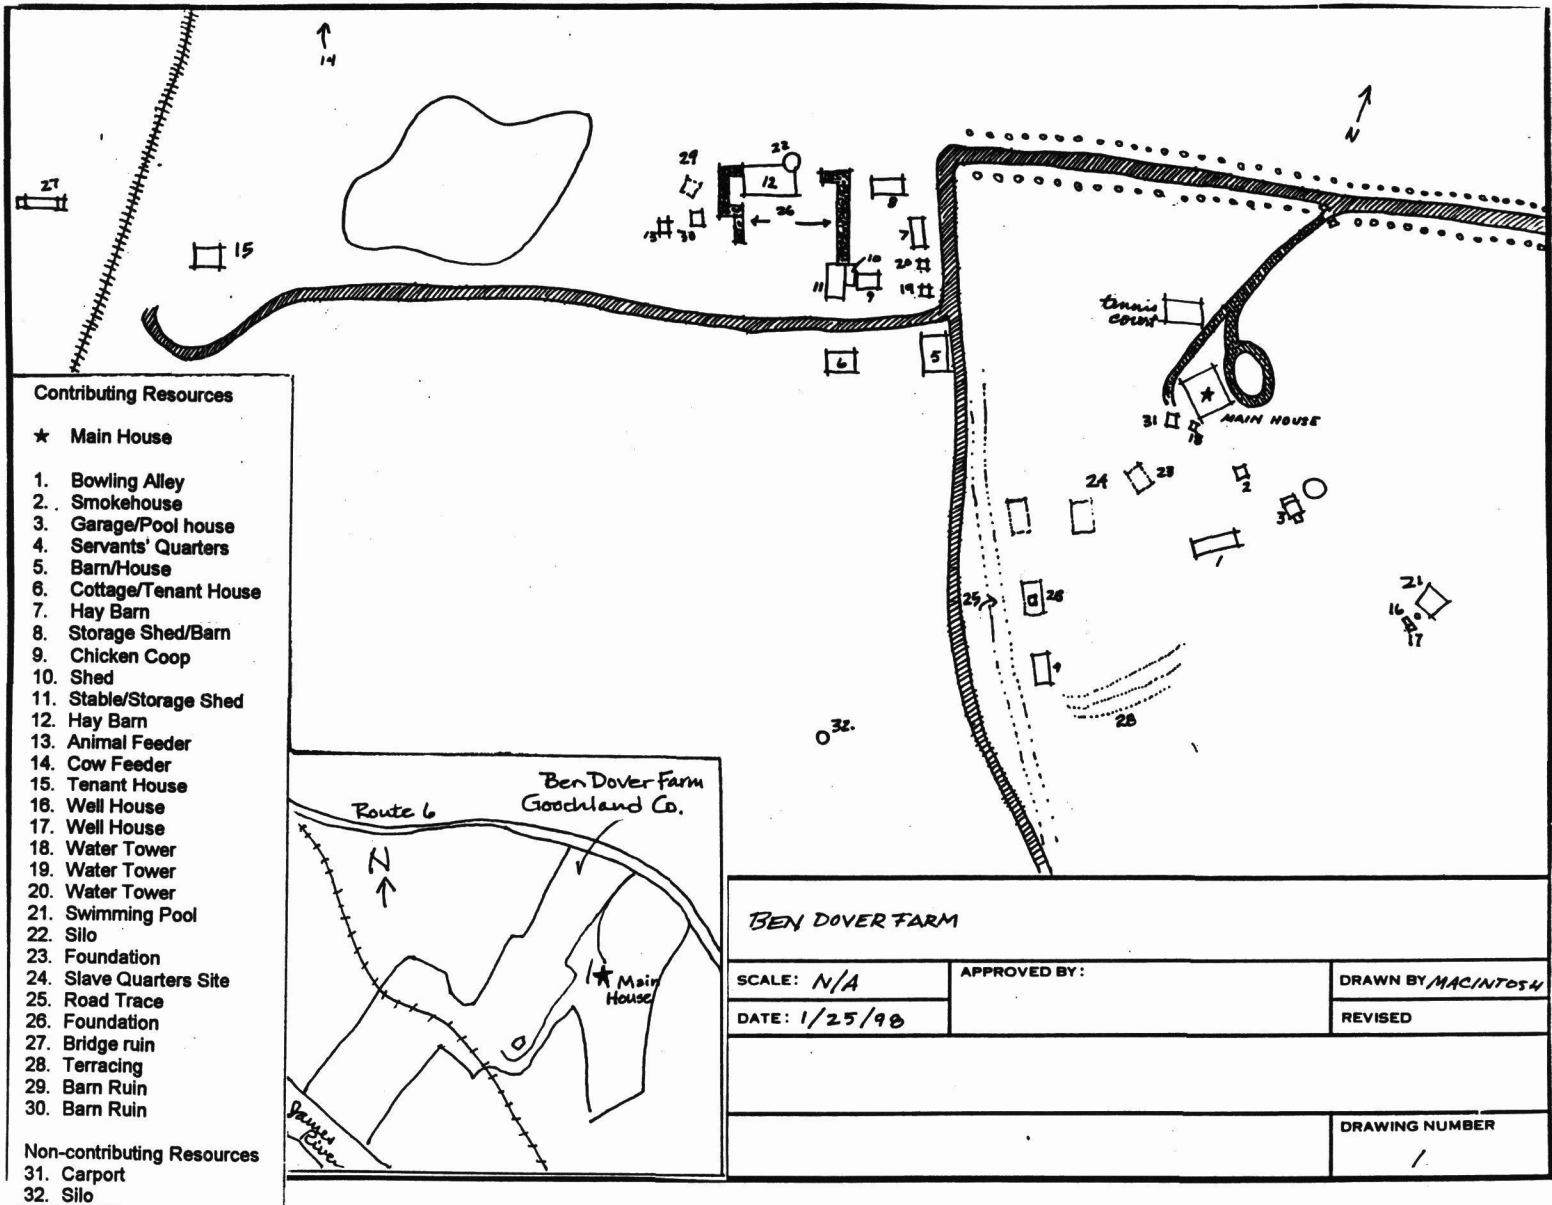 14
N
27
15
29
22
12
13
30
26
8
7
10
20
11
9
19
6
5
tennis
court
MAIN HOUSE
31
18
24
23
2
3
1
25
26
4
21
16
17
28
32.
Contributing Resources
★ Main House
1. Bowling Alley
2. Smokehouse
3. Garage/Pool house
4. Servants' Quarters
5. Barn/House
6. Cottage/Tenant House
7. Hay Barn
8. Storage Shed/Barn
9. Chicken Coop
10. Shed
11. Stable/Storage Shed
12. Hay Barn
13. Animal Feeder
14. Cow Feeder
15. Tenant House
16. Well House
17. Well House
18. Water Tower
19. Water Tower
20. Water Tower
21. Swimming Pool
22. Silo
23. Foundation
24. Slave Quarters Site
25. Road Trace
26. Foundation
27. Bridge ruin
28. Terracing
29. Barn Ruin
30. Barn Ruin
Non-contributing Resources
31. Carport
32. Silo
Ben Dover Farm
Goochland Co.
Route 6
N
★ Main
House
James
River
BEN DOVER FARM
SCALE: N/A
APPROVED BY:
DRAWN BY MACINTOSH
DATE: 1/25/98
REVISED
DRAWING NUMBER
1